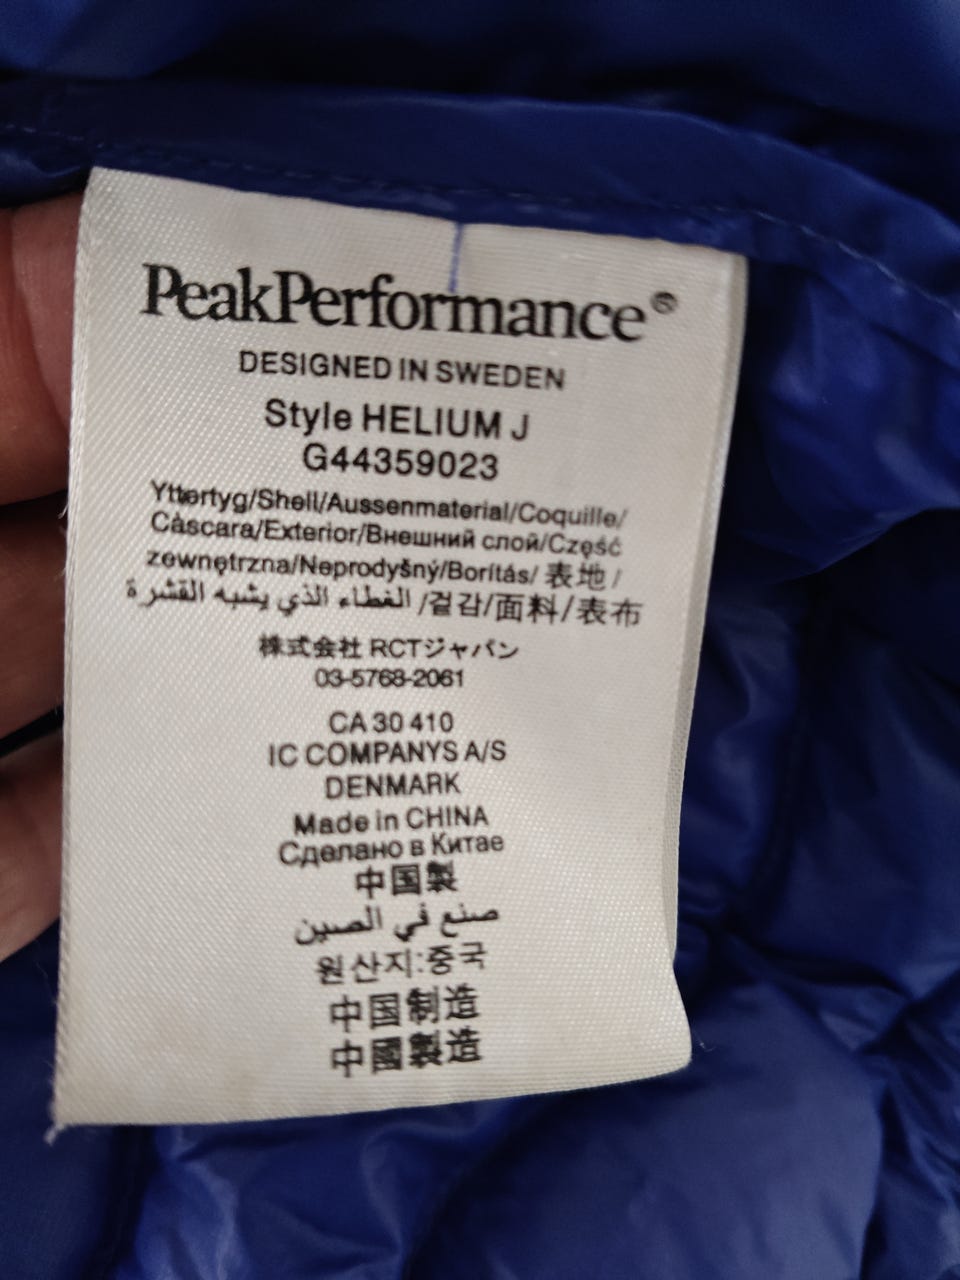 PeakPerformance®
DESIGNED IN SWEDEN
Style HELIUM J
G44359023
Yttertyg/Shell/Aussenmaterial/Coquille/
Càscara/Exterior/Внешний слой/Część
zewnętrzna/Neprodyšný/Borítás/ 表地 /
الغطاء الذي يشبه القشرة /겉감/面料/表布
株式会社 RCTジャパン
03-5768-2061
CA 30 410
IC COMPANYS A/S
DENMARK
Made in CHINA
Сделано в Китае
中国製
صنع في الصين
원산지:중국
中国制造
中國製造